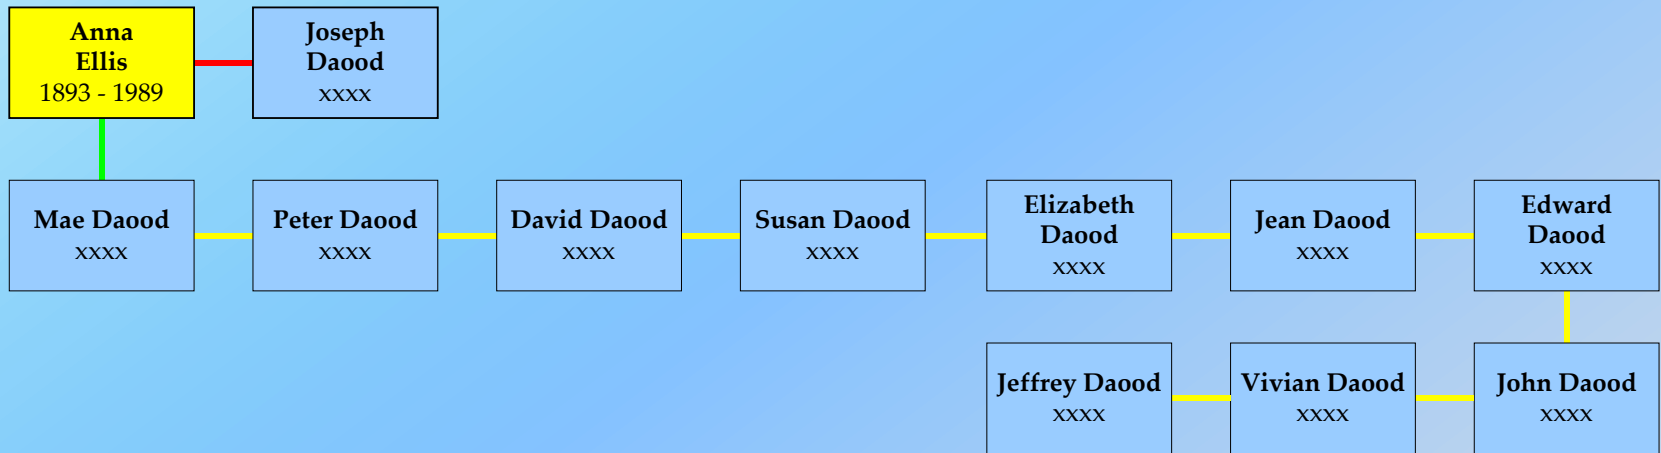 Anna
Ellis
1893 - 1989
Joseph
Daood
xxxx
Mae Daood
xxxx
Peter Daood
xxxx
David Daood
xxxx
Susan Daood
xxxx
Elizabeth
Daood
xxxx
Jean Daood
xxxx
Edward
Daood
xxxx
Jeffrey Daood
xxxx
Vivian Daood
xxxx
John Daood
xxxx